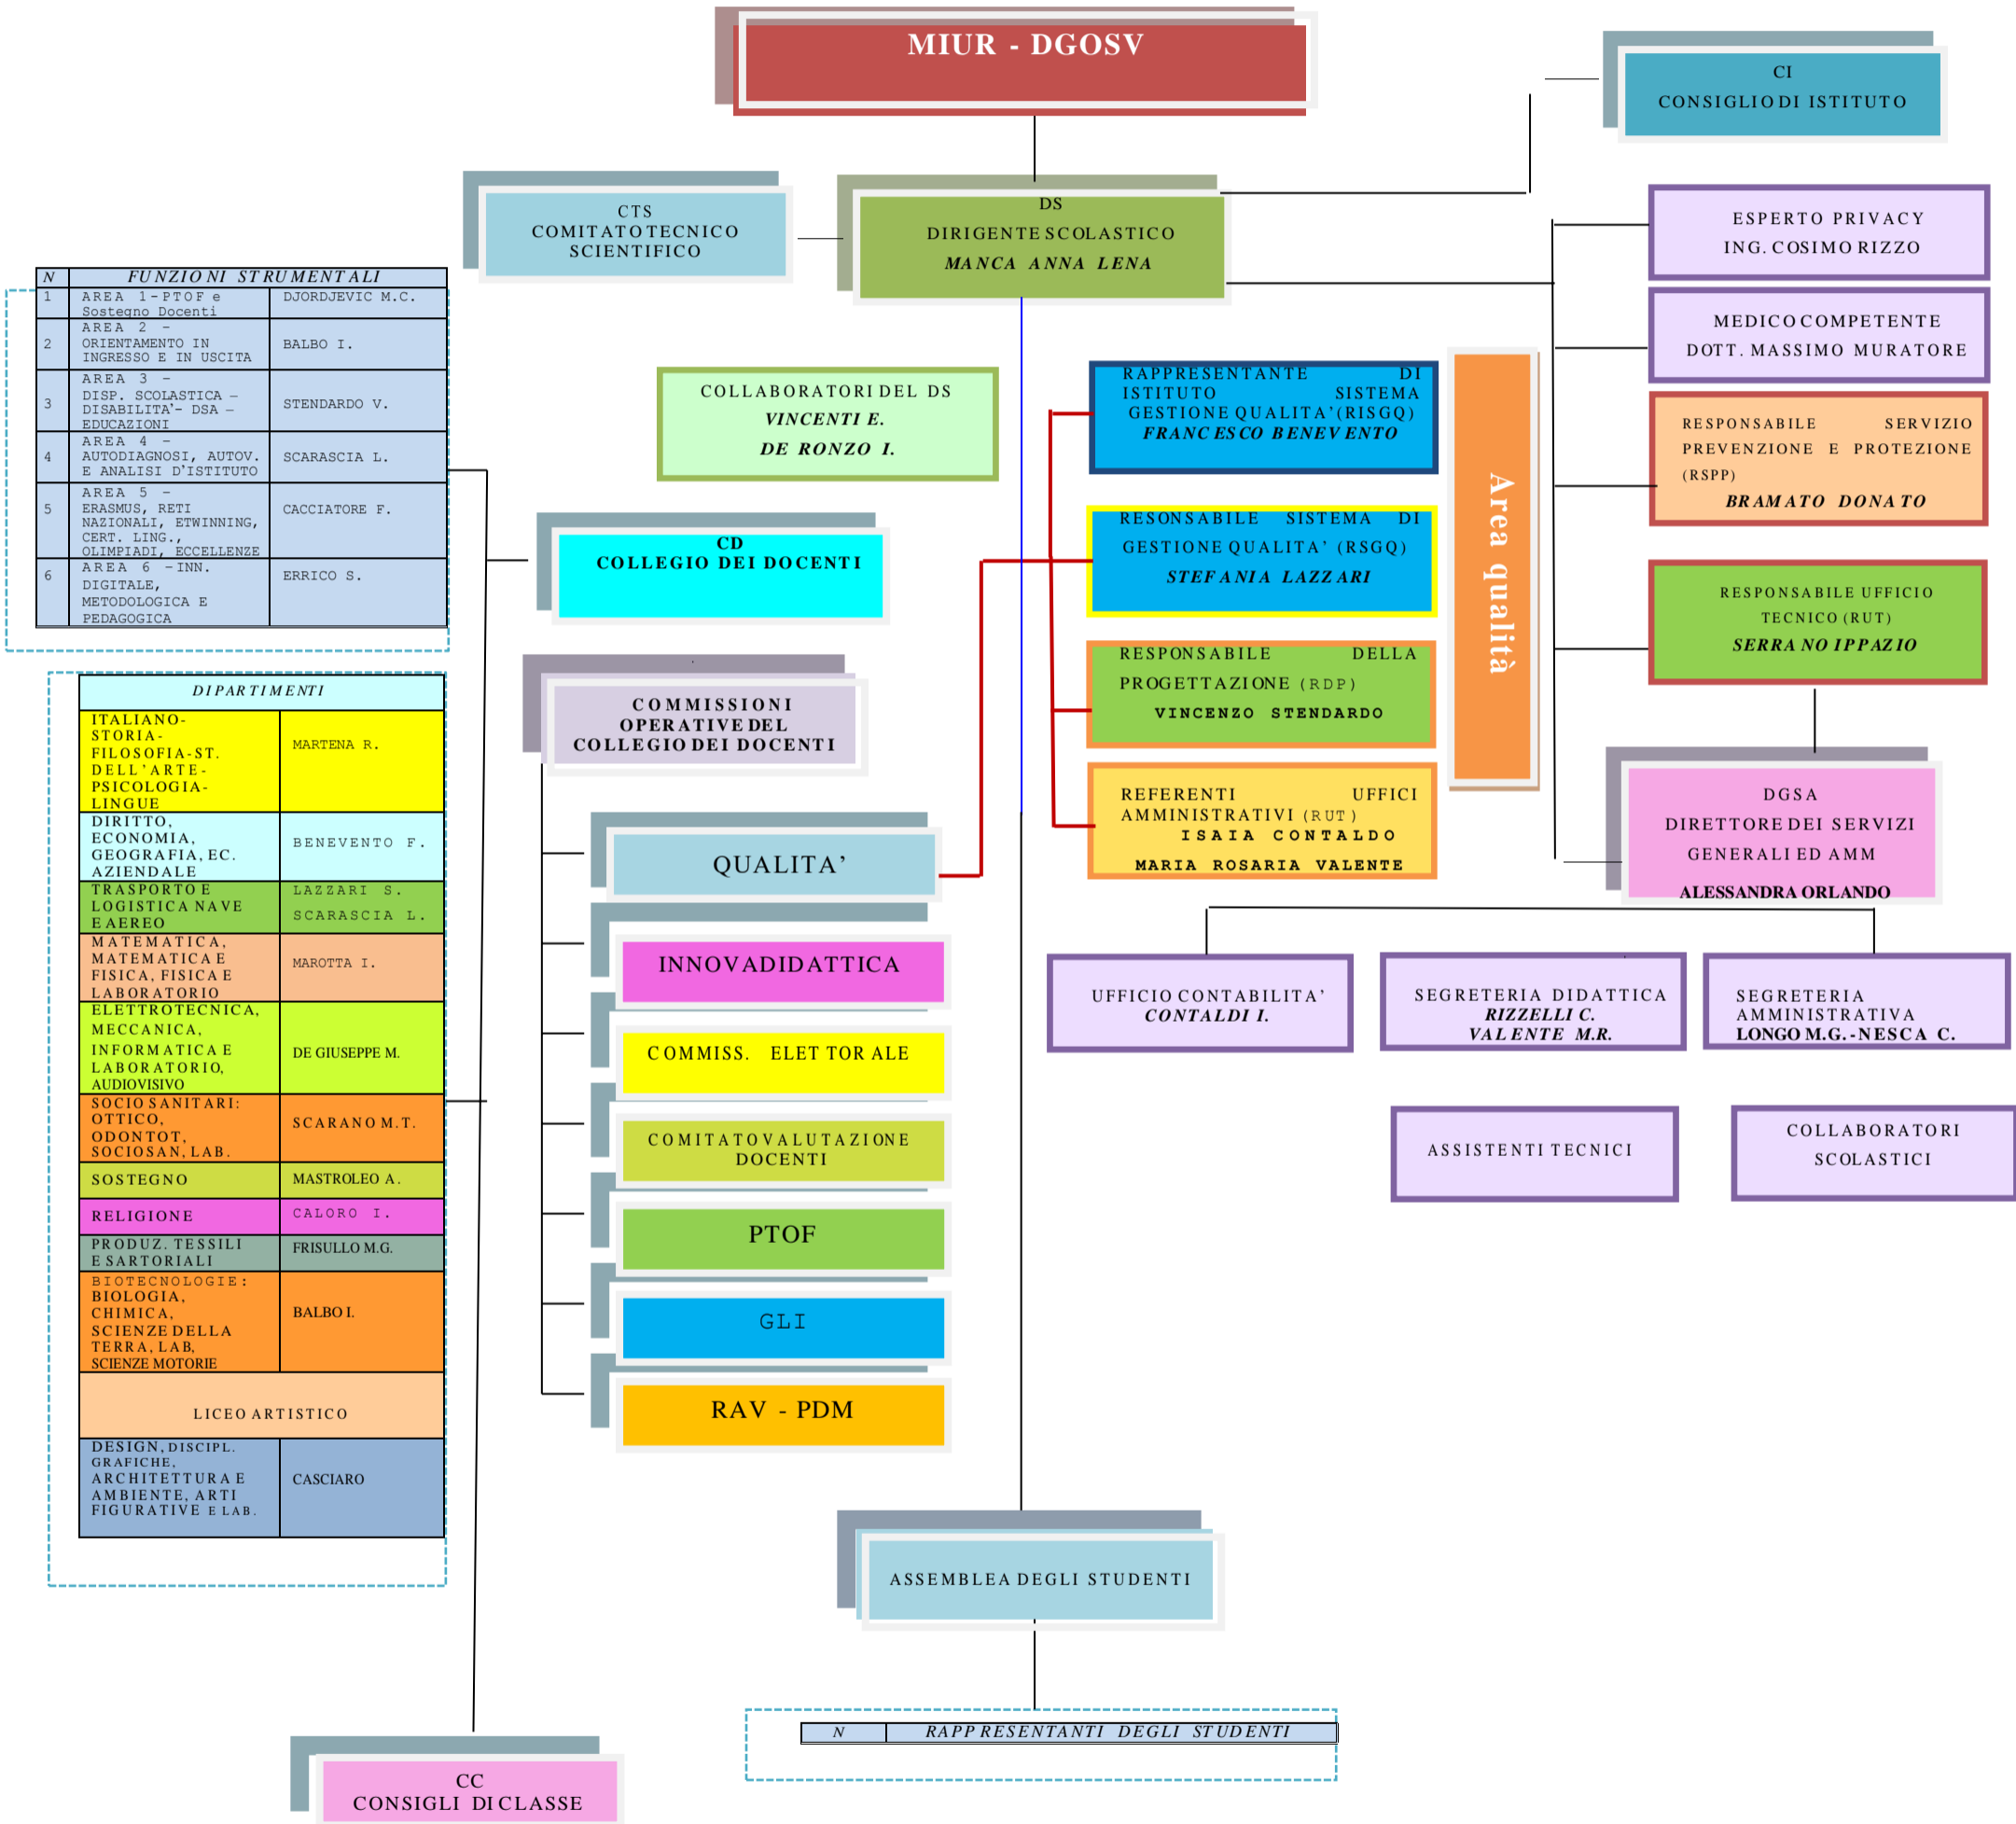 MIUR - DGOSV
CI
CONSIGLIO DI ISTITUTO
CTS
COMITATO TECNICO
SCIENTIFICO
DS
DIRIGENTE SCOLASTICO
MANCA ANNA LENA
ESPERTO PRIVACY
ING. COSIMO RIZZO
MEDICO COMPETENTE
DOTT. MASSIMO MURATORE
RESPONSABILE SERVIZIO
PREVENZIONE E PROTEZIONE
(RSPP)
BRAMATO DONATO
RESPONSABILE UFFICIO
TECNICO (RUT)
SERRANO IPPAZIO
N FUNZIONI STRUMENTALI
1 AREA 1-PTOF e DJORDJEVIC M.C.
Sostegno Docenti
AREA 2 –
2 ORIENTAMENTO IN BALBO I.
INGRESSO E IN USCITA
AREA 3 –
DISP. SCOLASTICA –
3 DISABILITA'- DSA – STENDARDO V.
EDUCAZIONI
AREA 4 –
4 AUTODIAGNOSI, AUTOV. SCARASCIA L.
E ANALISI D'ISTITUTO
AREA 5 –
5 ERASMUS, RETI CACCIATORE F.
NAZIONALI, ETWINNING,
CERT. LING.,
OLIMPIADI, ECCELLENZE
6 AREA 6 –INN. ERRICO S.
DIGITALE,
METODOLOGICA E
PEDAGOGICA
COLLABORATORI DEL DS
VINCENTI E.
DE RONZO I.
CD
COLLEGIO DEI DOCENTI
RAPPRESENTANTE DI
ISTITUTO SISTEMA
GESTIONE QUALITA' (RISGQ)
FRANCESCO BENEVENTO
RESONSABILE SISTEMA DI
GESTIONE QUALITA' (RSGQ)
STEFANIA LAZZARI
RESPONSABILE DELLA
PROGETTAZIONE (RDP)
VINCENZO STENDARDO
REFERENTI UFFICI
AMMINISTRATIVI (RUT)
ISAIA CONTALDO
MARIA ROSARIA VALENTE
Area qualità
DIPARTIMENTI
ITALIANO-
STORIA- MARTENA R.
FILOSOFIA-ST.
DELL'ARTE-
PSICOLOGIA-
LINGUE
DIRITTO,
ECONOMIA, BENEVENTO F.
GEOGRAFIA, EC.
AZIENDALE
TRASPORTO E LAZZARI S.
LOGISTICA NAVE SCARASCIA L.
E AEREO
MATEMATICA,
MATEMATICA E MAROTTA I.
FISICA, FISICA E
LABORATORIO
ELETTROTECNICA,
MECCANICA,
INFORMATICA E DE GIUSEPPE M.
LABORATORIO,
AUDIOVISIVO
SOCIO SANITARI:
OTTICO, SCARANO M.T.
ODONTOT,
SOCIOSAN, LAB.
SOSTEGNO MASTROLEO A.
RELIGIONE CALORO I.
PRODUZ. TESSILI FRISULLO M.G.
E SARTORIALI
BIOTECNOLOGIE:
BIOLOGIA,
CHIMICA, BALBO I.
SCIENZE DELLA
TERRA, LAB,
SCIENZE MOTORIE
LICEO ARTISTICO
DESIGN, DISCIPL.
GRAFICHE,
ARCHITETTURA E CASCIARO
AMBIENTE, ARTI
FIGURATIVE E LAB.
COMMISSIONI
OPERATIVE DEL
COLLEGIO DEI DOCENTI
QUALITA'
INNOVADIDATTICA
COMMISS. ELETTORALE
COMITATO VALUTAZIONE
DOCENTI
PTOF
GLI
RAV - PDM
DGSA
DIRETTORE DEI SERVIZI
GENERALI ED AMM
ALESSANDRA ORLANDO
UFFICIO CONTABILITA'
CONTALDI I.
SEGRETERIA DIDATTICA
RIZZELLI C.
VALENTE M.R.
SEGRETERIA
AMMINISTRATIVA
LONGO M.G.-NESCA C.
ASSISTENTI TECNICI
COLLABORATORI
SCOLASTICI
ASSEMBLEA DEGLI STUDENTI
N RAPPRESENTANTI DEGLI STUDENTI
CC
CONSIGLI DI CLASSE